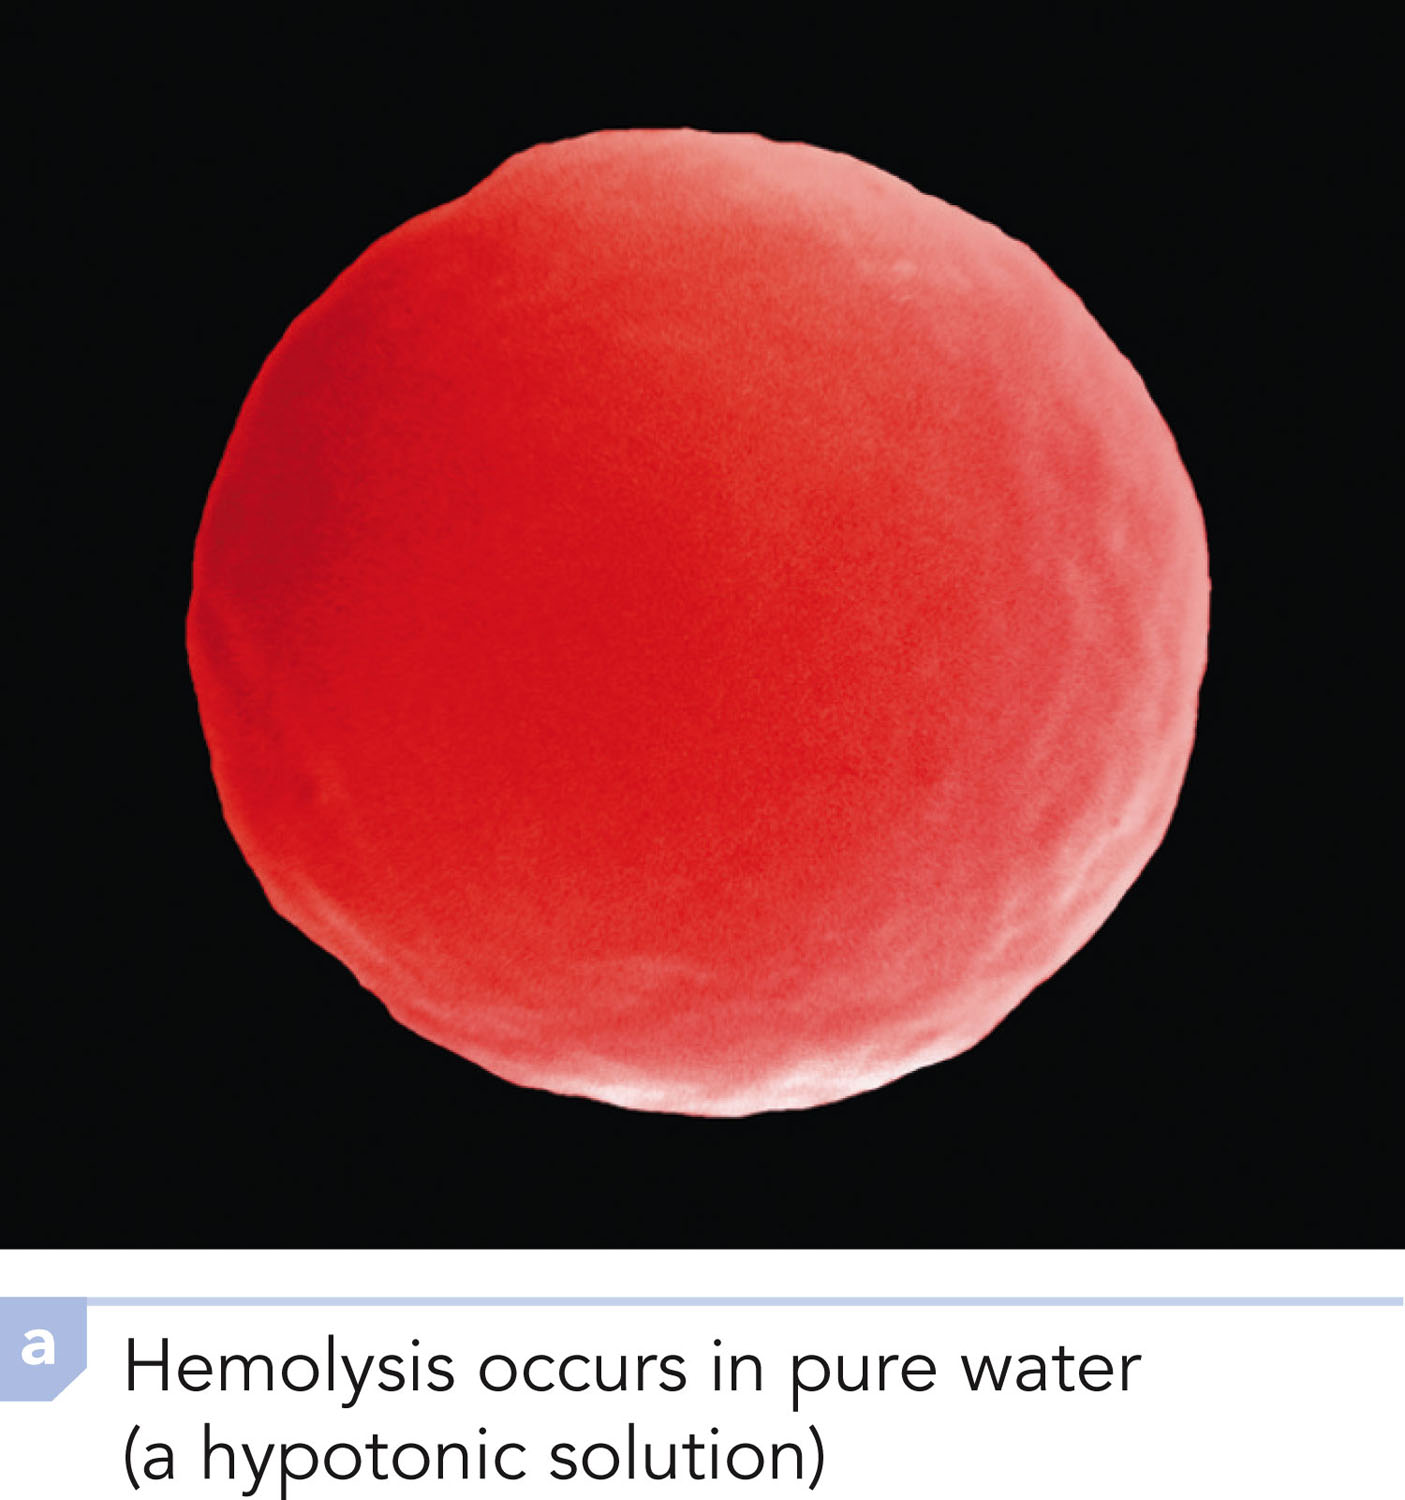 a
Hemolysis occurs in pure water
(a hypotonic solution)